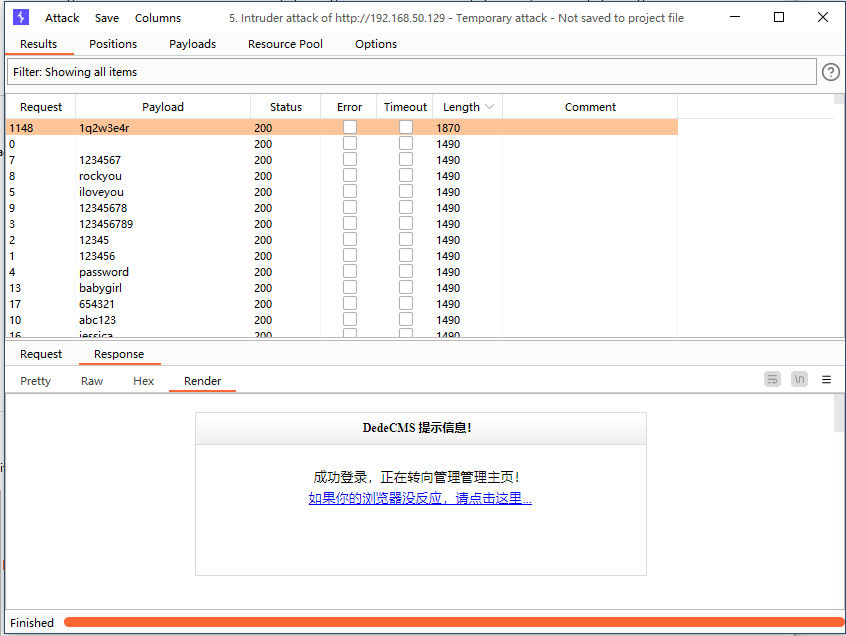 Attack Save Columns 5. Intruder attack of http://192.168.50.129 - Temporary attack - Not saved to project file
Results Positions Payloads Resource Pool Options
Filter: Showing all items
?
Request Payload Status Error Timeout Length Comment
1148 1q2w3e4r 200 1870
0 200 1490
7 1234567 200 1490
8 rockyou 200 1490
5 iloveyou 200 1490
9 12345678 200 1490
3 123456789 200 1490
2 12345 200 1490
1 123456 200 1490
4 password 200 1490
13 babygirl 200 1490
17 654321 200 1490
10 abc123 200 1490
16 jessica 200 1490
Request Response
Pretty Raw Hex Render \n
DedeCMS 提示信息!
成功登录，正在转向管理管理主页！
如果你的浏览器没反应，请点击这里...
Finished